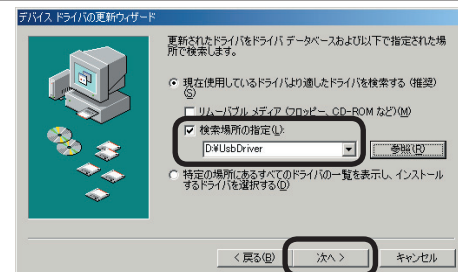 デバイス ドライバの更新ウィザード
更新されたドライバをドライバ データベースおよび以下で指定された場
所で検索します。
現在使用しているドライバより適したドライバを検索する (推奨)
(S)
リムーバブル メディア (フロッピー、CD-ROM など)(M)
検索場所の指定(L):
D:¥UsbDriver
参照(R)
特定の場所にあるすべてのドライバの一覧を表示し、インストール
するドライバを選択する(D)
< 戻る(B)
次へ >
キャンセル